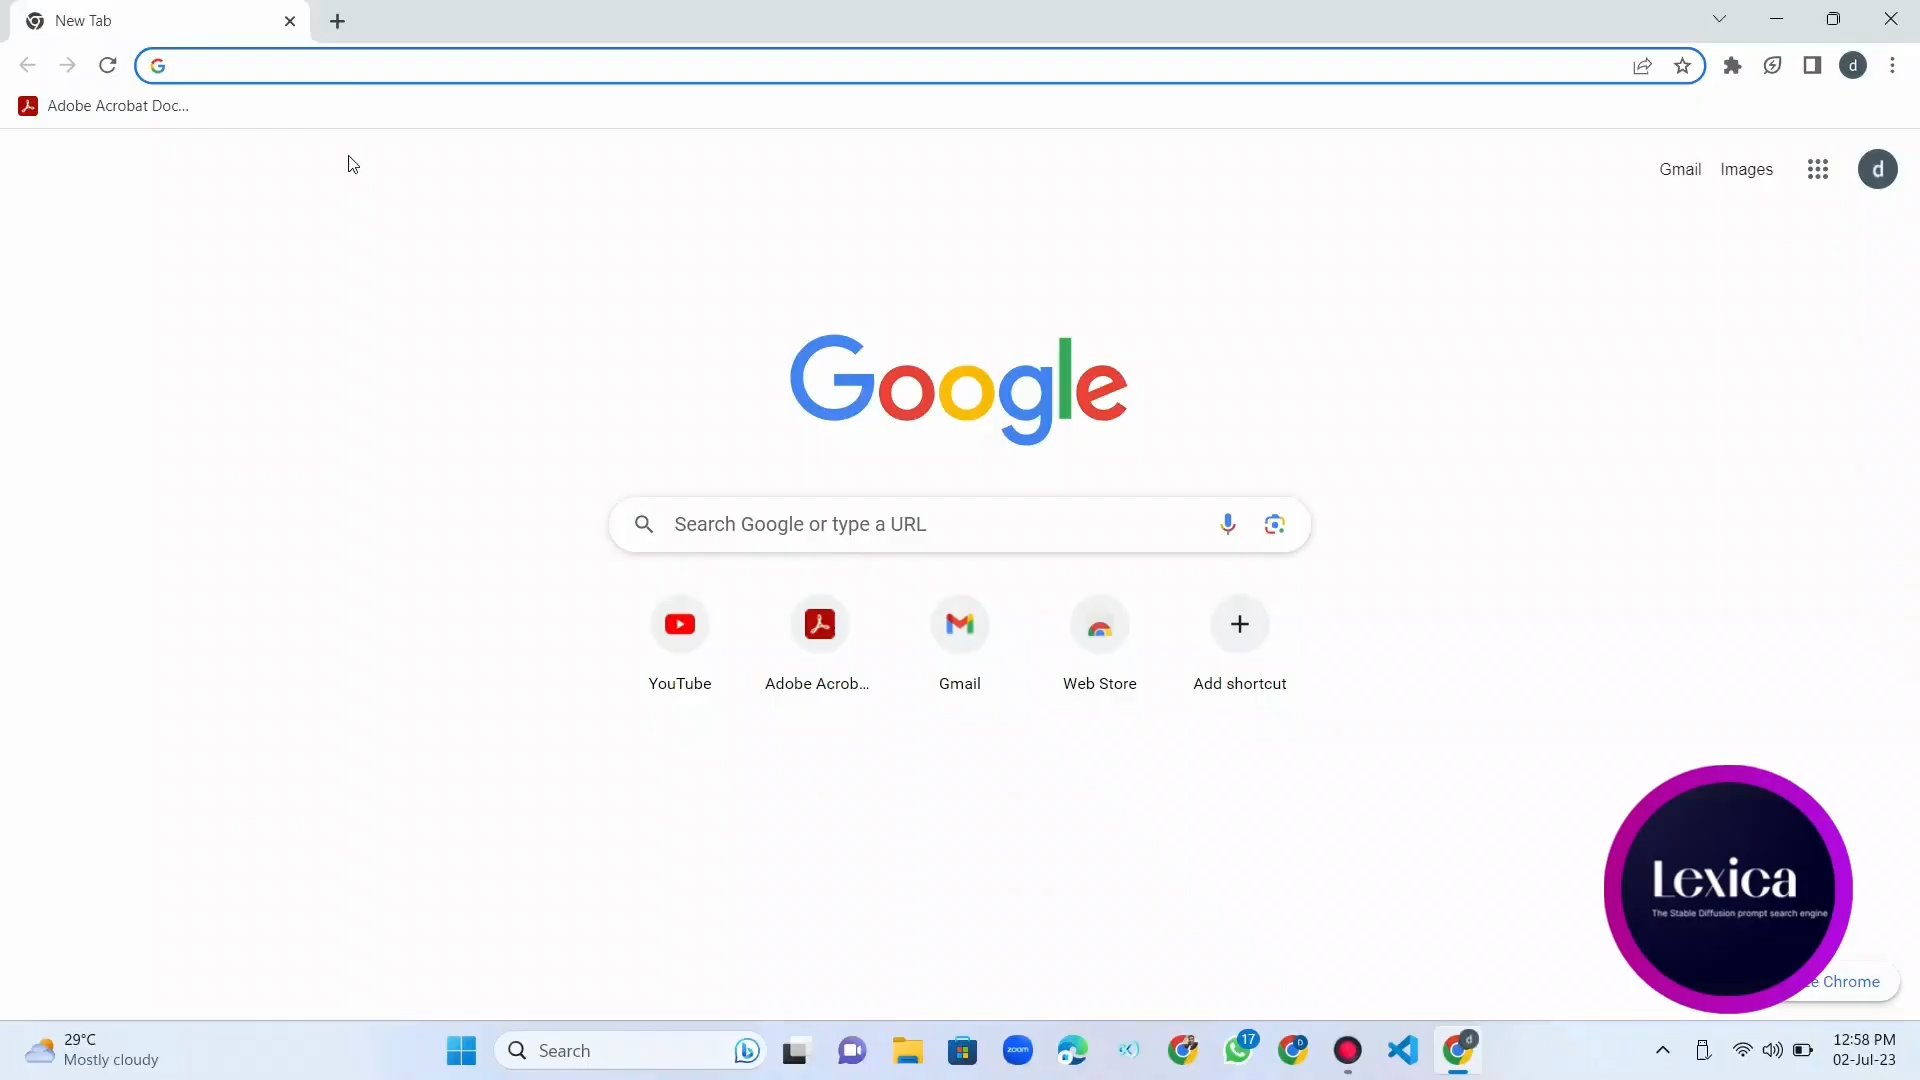 New Tab
Adobe Acrobat Doc...
d
Gmail Images
d
Google
Search Google or type a URL
YouTube
Adobe Acrob...
Gmail
Web Store
Add shortcut
Lexica
The Stable Diffusion prompt search engine
Chrome
29°C
Mostly cloudy
Search
zoom
17
D
d
12:58 PM
02-Jul-23